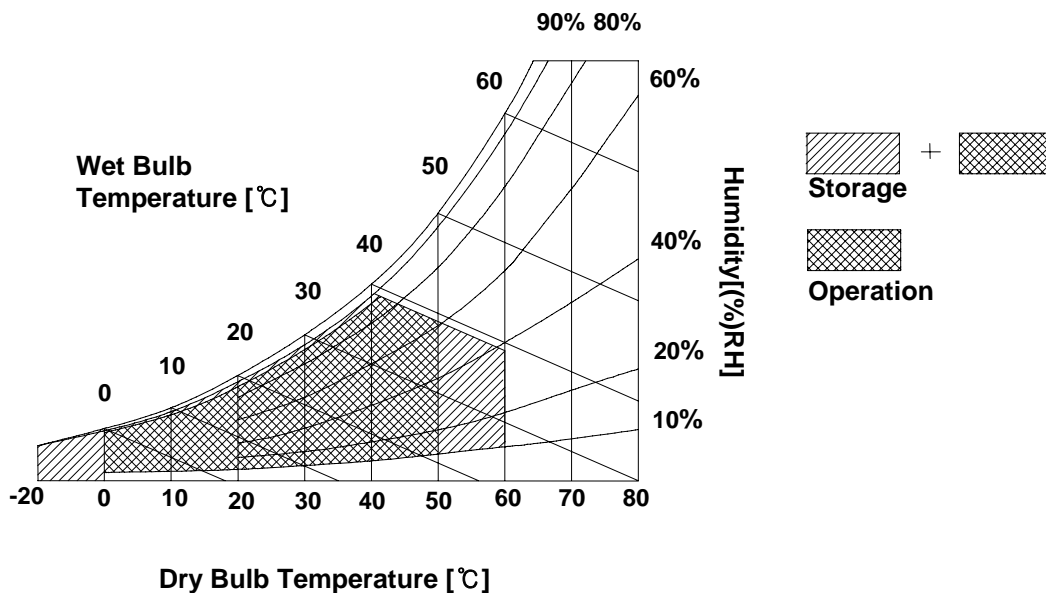 90% 80%
60
60%
50
Wet Bulb
Temperature [℃]
40
40%
30
20
20%
10
10%
0
Humidity[(%)RH]
-20 0 10 20 30 40 50 60 70 80
Dry Bulb Temperature [℃]
+
Storage
Operation